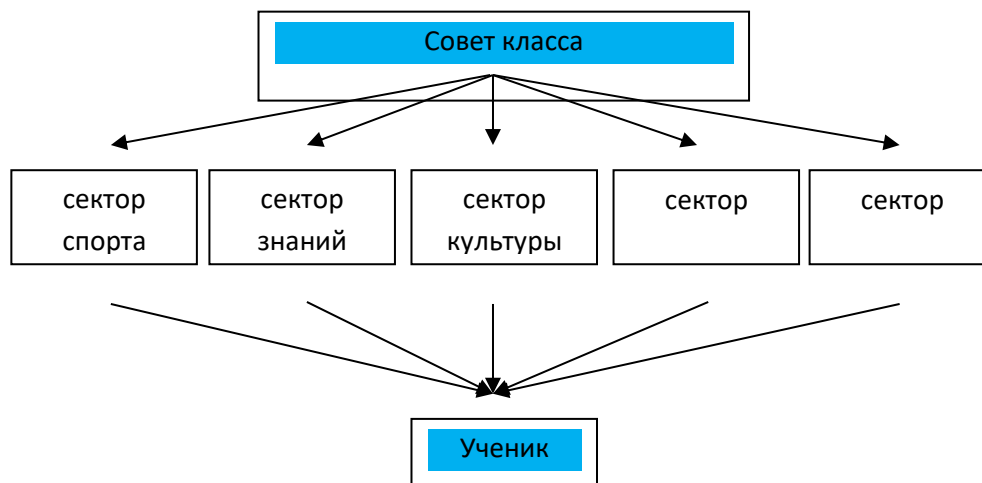 Совет класса
сектор
спорта
сектор
знаний
сектор
культуры
сектор
сектор
Ученик